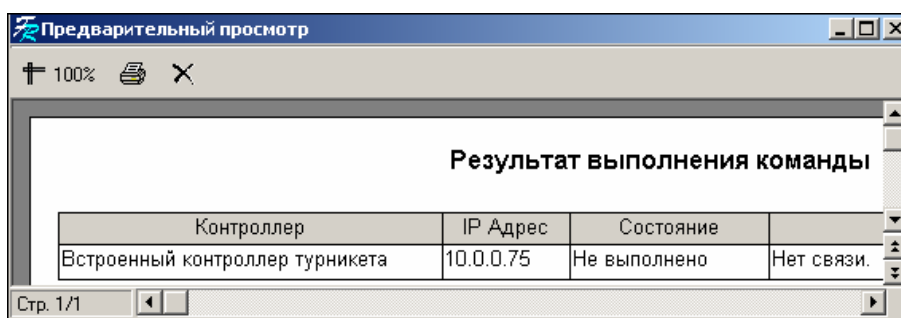 Предварительный просмотр
100%
Результат выполнения команды
Контроллер IP Адрес Состояние
Встроенный контроллер турникета 10.0.0.75 Не выполнено Нет связи.
Стр. 1/1